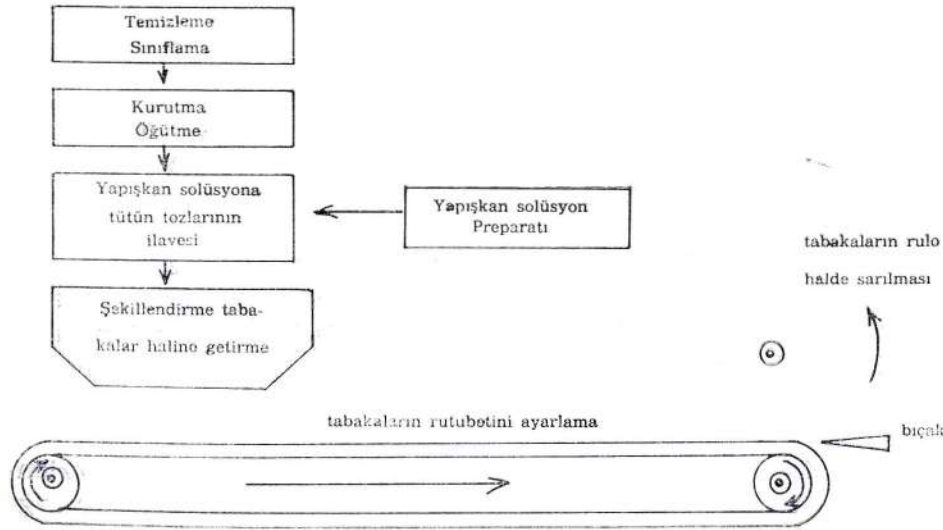 Temizleme
Sınıflama
Kurutma
Öğütme
Yapışkan solüsyona
tütün tozlarının
ilavesi
Yapışkan solüsyon
Preparatı
Şekillendirme taba-
kalar haline getirme
tabakaların rulo
halde sarılması
tabakaların rutubetini ayarlama
bıçak